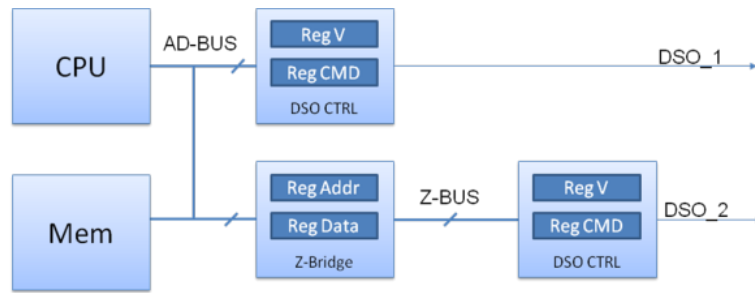 CPU
AD-BUS
Reg V
Reg CMD
DSO CTRL
DSO_1
Mem
Reg Addr
Reg Data
Z-Bridge
Z-BUS
Reg V
Reg CMD
DSO CTRL
DSO_2